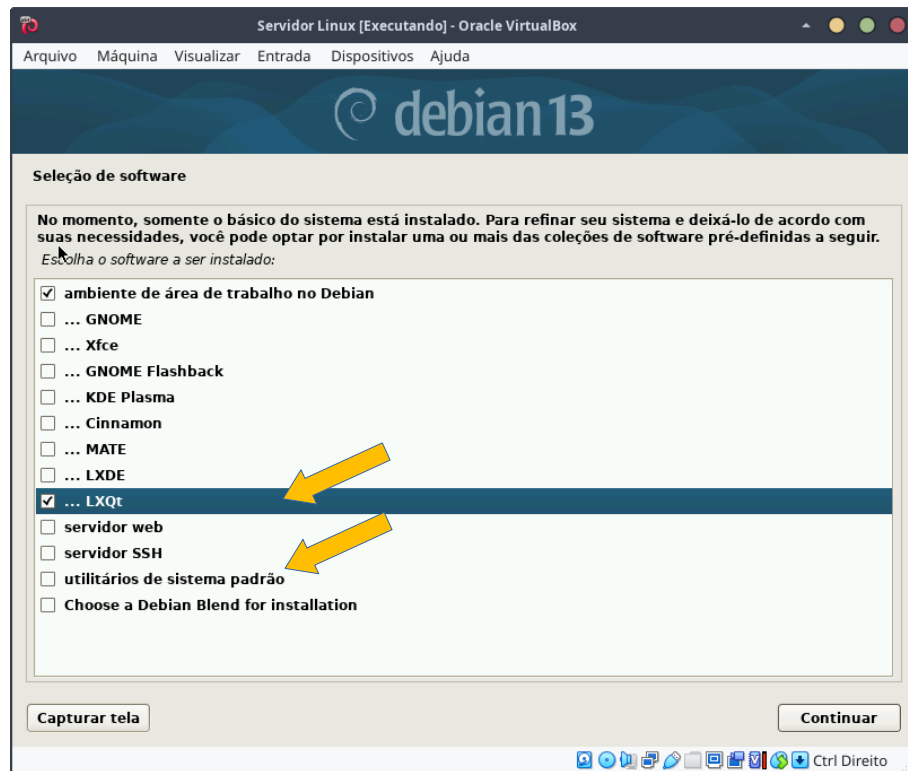 Servidor Linux [Executando] - Oracle VirtualBox
Arquivo Máquina Visualizar Entrada Dispositivos Ajuda
debian 13
Seleção de software
No momento, somente o básico do sistema está instalado. Para refinar seu sistema e deixá-lo de acordo com
suas necessidades, você pode optar por instalar uma ou mais das coleções de software pré-definidas a seguir.
Escolha o software a ser instalado:
ambiente de área de trabalho no Debian
... GNOME
... Xfce
... GNOME Flashback
... KDE Plasma
... Cinnamon
... MATE
... LXDE
... LXQt
servidor web
servidor SSH
utilitários de sistema padrão
Choose a Debian Blend for installation
Capturar tela
Continuar
Ctrl Direito